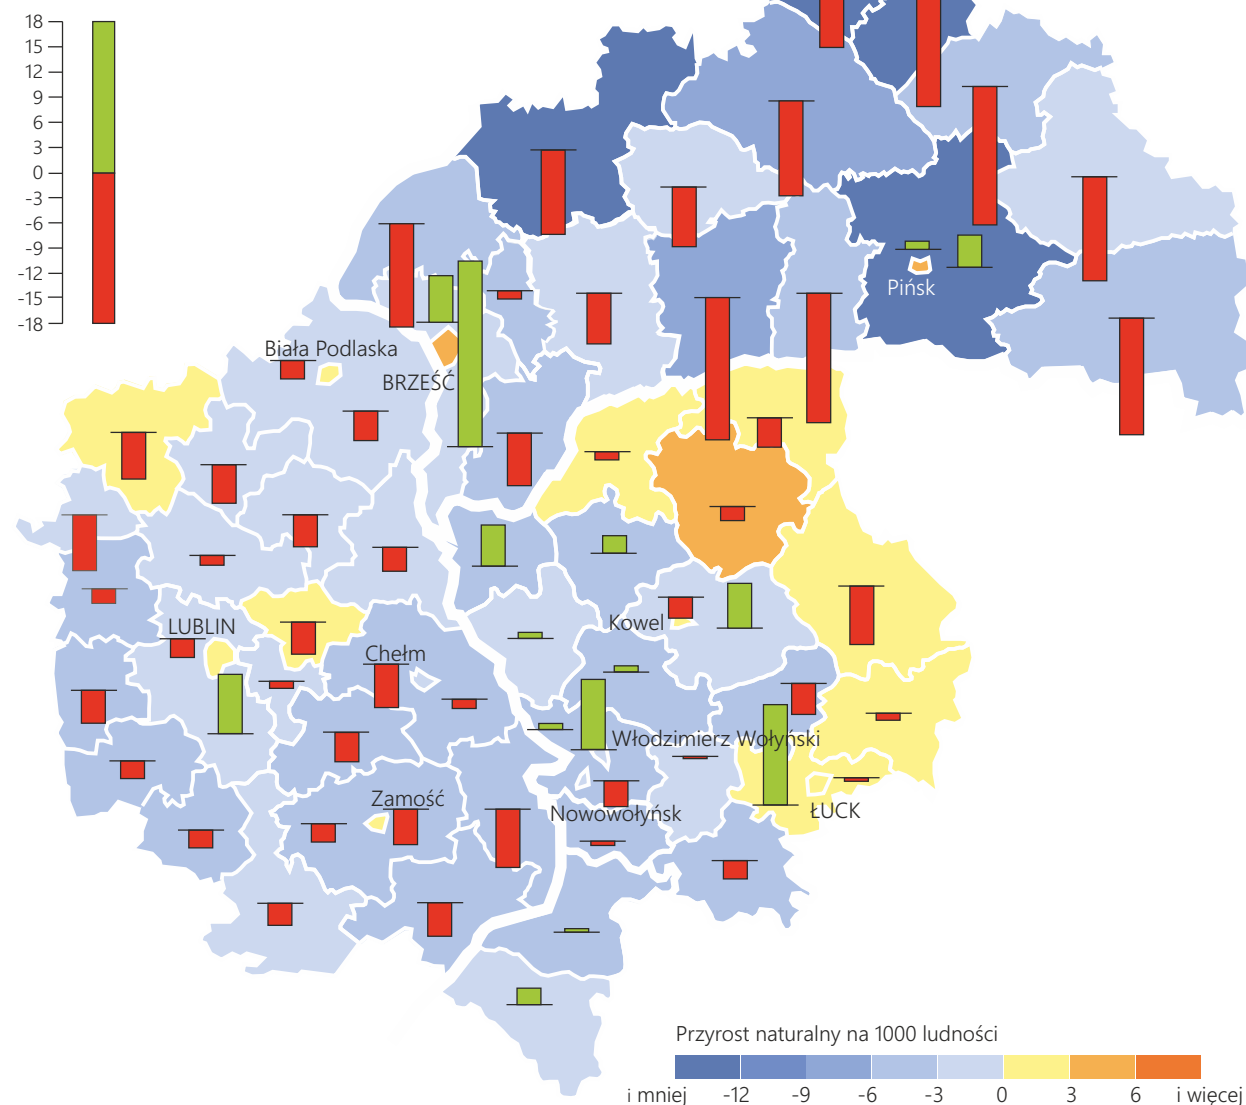 18
15
12
9
6
3
0
-3
-6
-9
-12
-15
-18
Pińsk
Biała Podlaska
BRZEŚĆ
Kowel
LUBLIN
Chełm
Włodzimierz Wołyński
Zamość
Nowowołyńsk
ŁUCK
Przyrost naturalny na 1000 ludności
i mniej -12 -9 -6 -3 0 3 6 i więcej